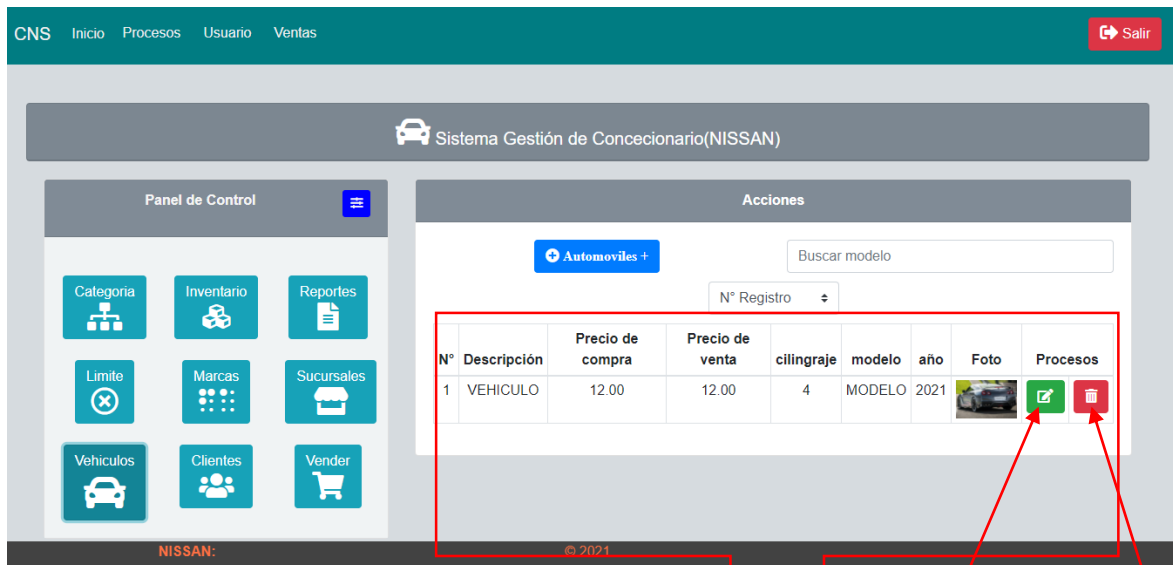 CNS Inicio Procesos Usuario Ventas Salir
Sistema Gestión de Concecionario(NISSAN)
Panel de Control
Acciones
Automoviles +
Buscar modelo
N° Registro
Categoria Inventario Reportes
Limite Marcas Sucursales
Vehiculos Clientes Vender
N° Descripción Precio de compra Precio de venta cilingraje modelo año Foto Procesos
1 VEHICULO 12.00 12.00 4 MODELO 2021
NISSAN: © 2021